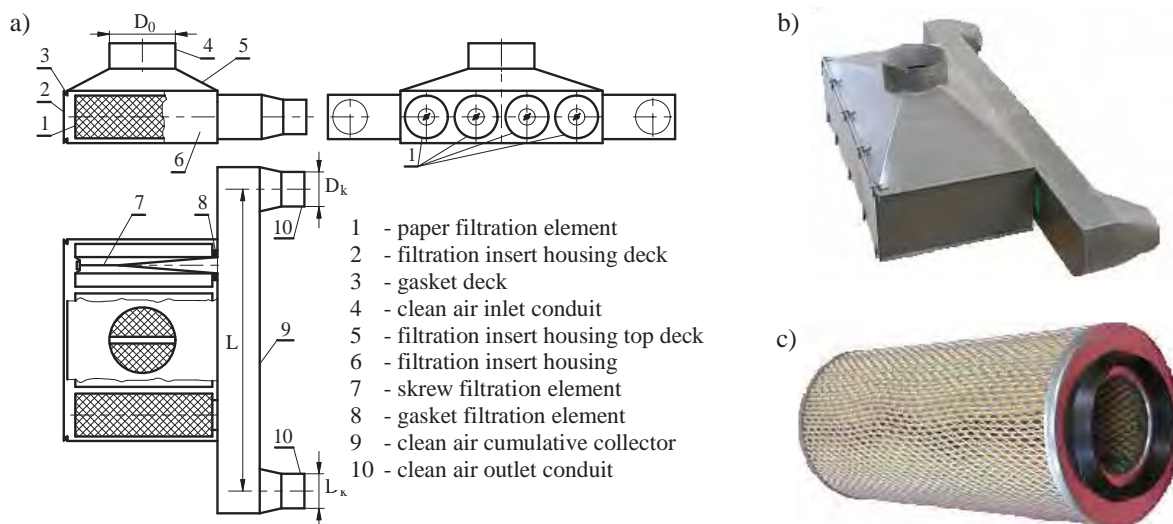 a)
D₀
4
5
3
2
1
6
1
b)
7
8
D_k
10
L
9
10
L_k
1 - paper filtration element
2 - filtration insert housing deck
3 - gasket deck
4 - clean air inlet conduit
5 - filtration insert housing top deck
6 - filtration insert housing
7 - skrew filtration element
8 - gasket filtration element
9 - clean air cumulative collector
10 - clean air outlet conduit
c)